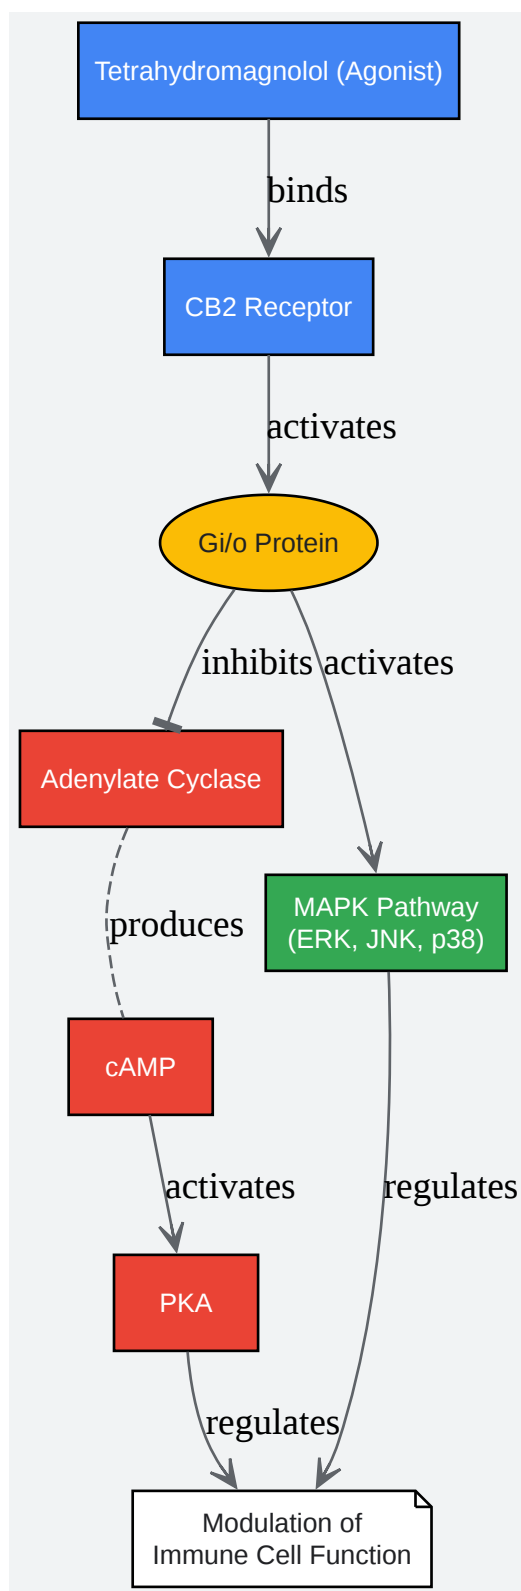 Tetrahydromagnolol (Agonist)
binds
CB2 Receptor
activates
Gi/o Protein
inhibits activates
Adenylate Cyclase
MAPK Pathway
(ERK, JNK, p38)
produces
cAMP
activates
regulates
PKA
regulates
Modulation of
Immune Cell Function